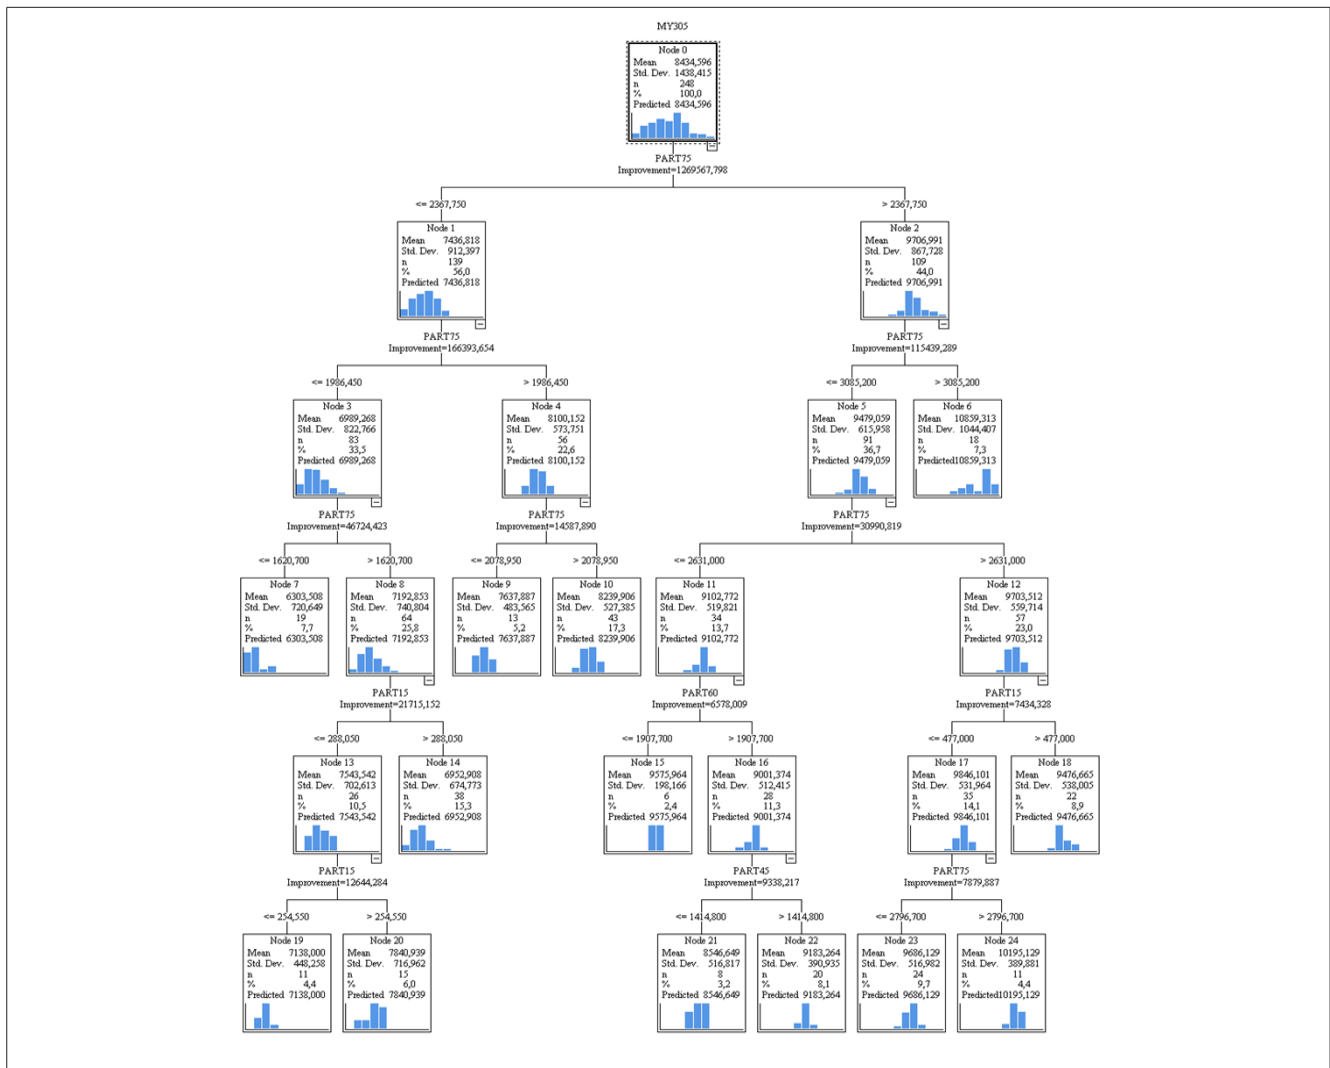 MY305
Node 0
Mean 8434,596
Std. Dev. 1438,415
n 248
% 100,0
Predicted 8434,596
PART75
Improvement=1269567,798
<= 2367,750
> 2367,750
Node 1
Mean 7436,818
Std. Dev. 912,397
n 139
% 56,0
Predicted 7436,818
Node 2
Mean 9706,991
Std. Dev. 867,728
n 109
% 44,0
Predicted 9706,991
PART75
Improvement=166393,654
PART75
Improvement=115439,289
<= 1986,450
> 1986,450
<= 3085,200
> 3085,200
Node 3
Mean 6989,268
Std. Dev. 822,766
n 83
% 33,5
Predicted 6989,268
Node 4
Mean 8100,152
Std. Dev. 573,751
n 56
% 22,6
Predicted 8100,152
Node 5
Mean 9479,059
Std. Dev. 615,958
n 91
% 36,7
Predicted 9479,059
Node 6
Mean 10859,313
Std. Dev. 1044,407
n 18
% 7,3
Predicted10859,313
PART75
Improvement=46724,423
PART75
Improvement=14587,890
PART75
Improvement=30990,819
<= 1620,700
> 1620,700
<= 2078,950
> 2078,950
<= 2631,000
> 2631,000
Node 7
Mean 6303,508
Std. Dev. 720,649
n 19
% 7,7
Predicted 6303,508
Node 8
Mean 7192,853
Std. Dev. 740,804
n 64
% 25,8
Predicted 7192,853
Node 9
Mean 7637,887
Std. Dev. 483,565
n 13
% 5,2
Predicted 7637,887
Node 10
Mean 8239,906
Std. Dev. 527,385
n 43
% 17,3
Predicted 8239,906
Node 11
Mean 9102,772
Std. Dev. 519,821
n 34
% 13,7
Predicted 9102,772
Node 12
Mean 9703,512
Std. Dev. 559,714
n 57
% 23,0
Predicted 9703,512
PART15
Improvement=21715,152
PART60
Improvement=6578,009
PART15
Improvement=7434,328
<= 288,050
> 288,050
<= 1907,700
> 1907,700
<= 477,000
> 477,000
Node 13
Mean 7543,542
Std. Dev. 702,613
n 26
% 10,5
Predicted 7543,542
Node 14
Mean 6952,908
Std. Dev. 674,773
n 38
% 15,3
Predicted 6952,908
Node 15
Mean 9575,964
Std. Dev. 198,166
n 6
% 2,4
Predicted 9575,964
Node 16
Mean 9001,374
Std. Dev. 512,415
n 28
% 11,3
Predicted 9001,374
Node 17
Mean 9846,101
Std. Dev. 531,964
n 35
% 14,1
Predicted 9846,101
Node 18
Mean 9476,665
Std. Dev. 538,005
n 22
% 8,9
Predicted 9476,665
PART15
Improvement=12644,284
PART45
Improvement=9338,217
PART75
Improvement=7879,887
<= 254,550
> 254,550
<= 1414,800
> 1414,800
<= 2796,700
> 2796,700
Node 19
Mean 7138,000
Std. Dev. 448,258
n 11
% 4,4
Predicted 7138,000
Node 20
Mean 7840,939
Std. Dev. 716,962
n 15
% 6,0
Predicted 7840,939
Node 21
Mean 8546,649
Std. Dev. 516,817
n 8
% 3,2
Predicted 8546,649
Node 22
Mean 9183,264
Std. Dev. 390,935
n 20
% 8,1
Predicted 9183,264
Node 23
Mean 9686,129
Std. Dev. 516,982
n 24
% 9,7
Predicted 9686,129
Node 24
Mean 10195,129
Std. Dev. 389,881
n 11
% 4,4
Predicted10195,129